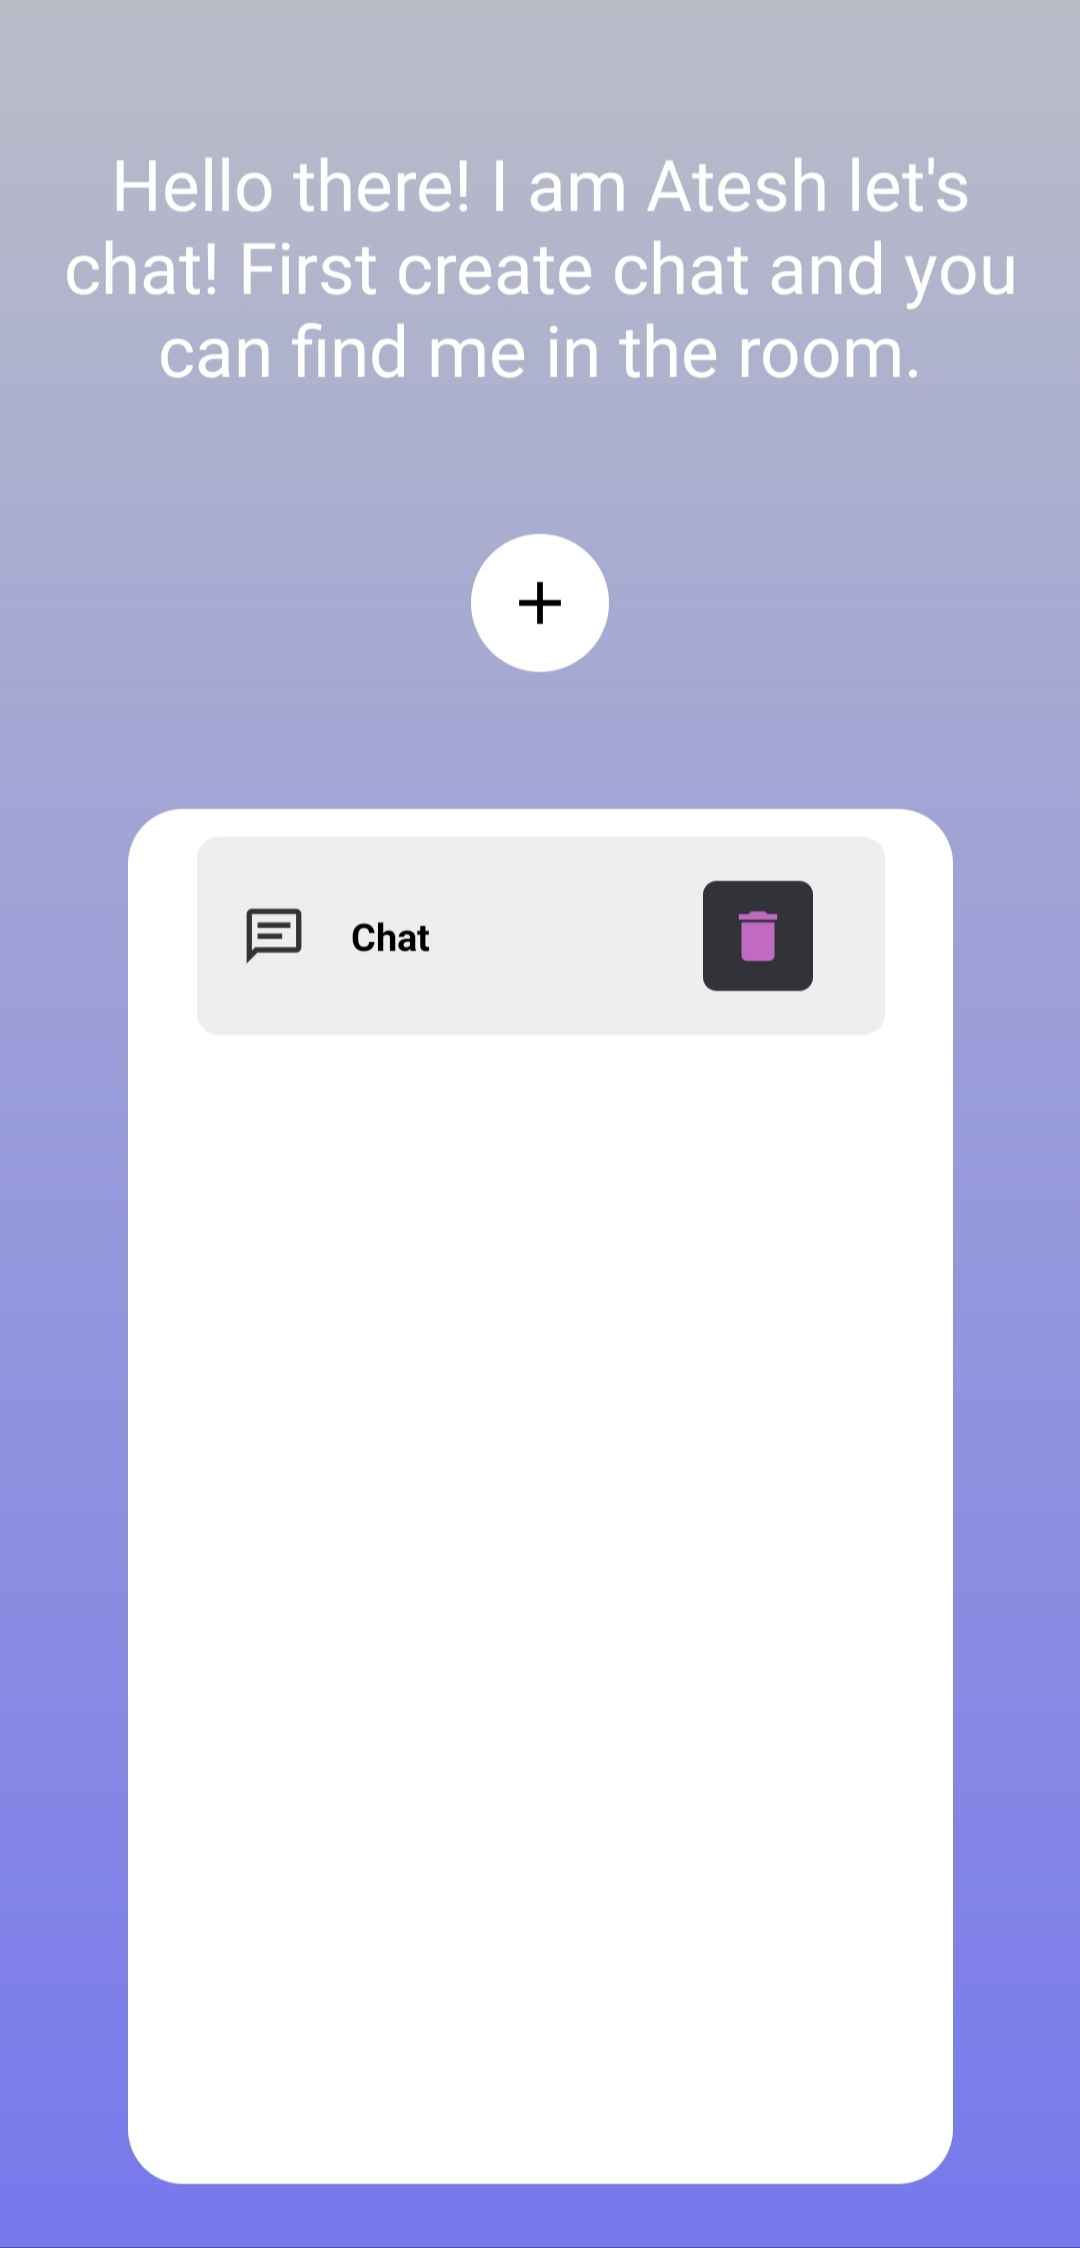 Hello there! I am Atesh let's
chat! First create chat and you
can find me in the room.
Chat